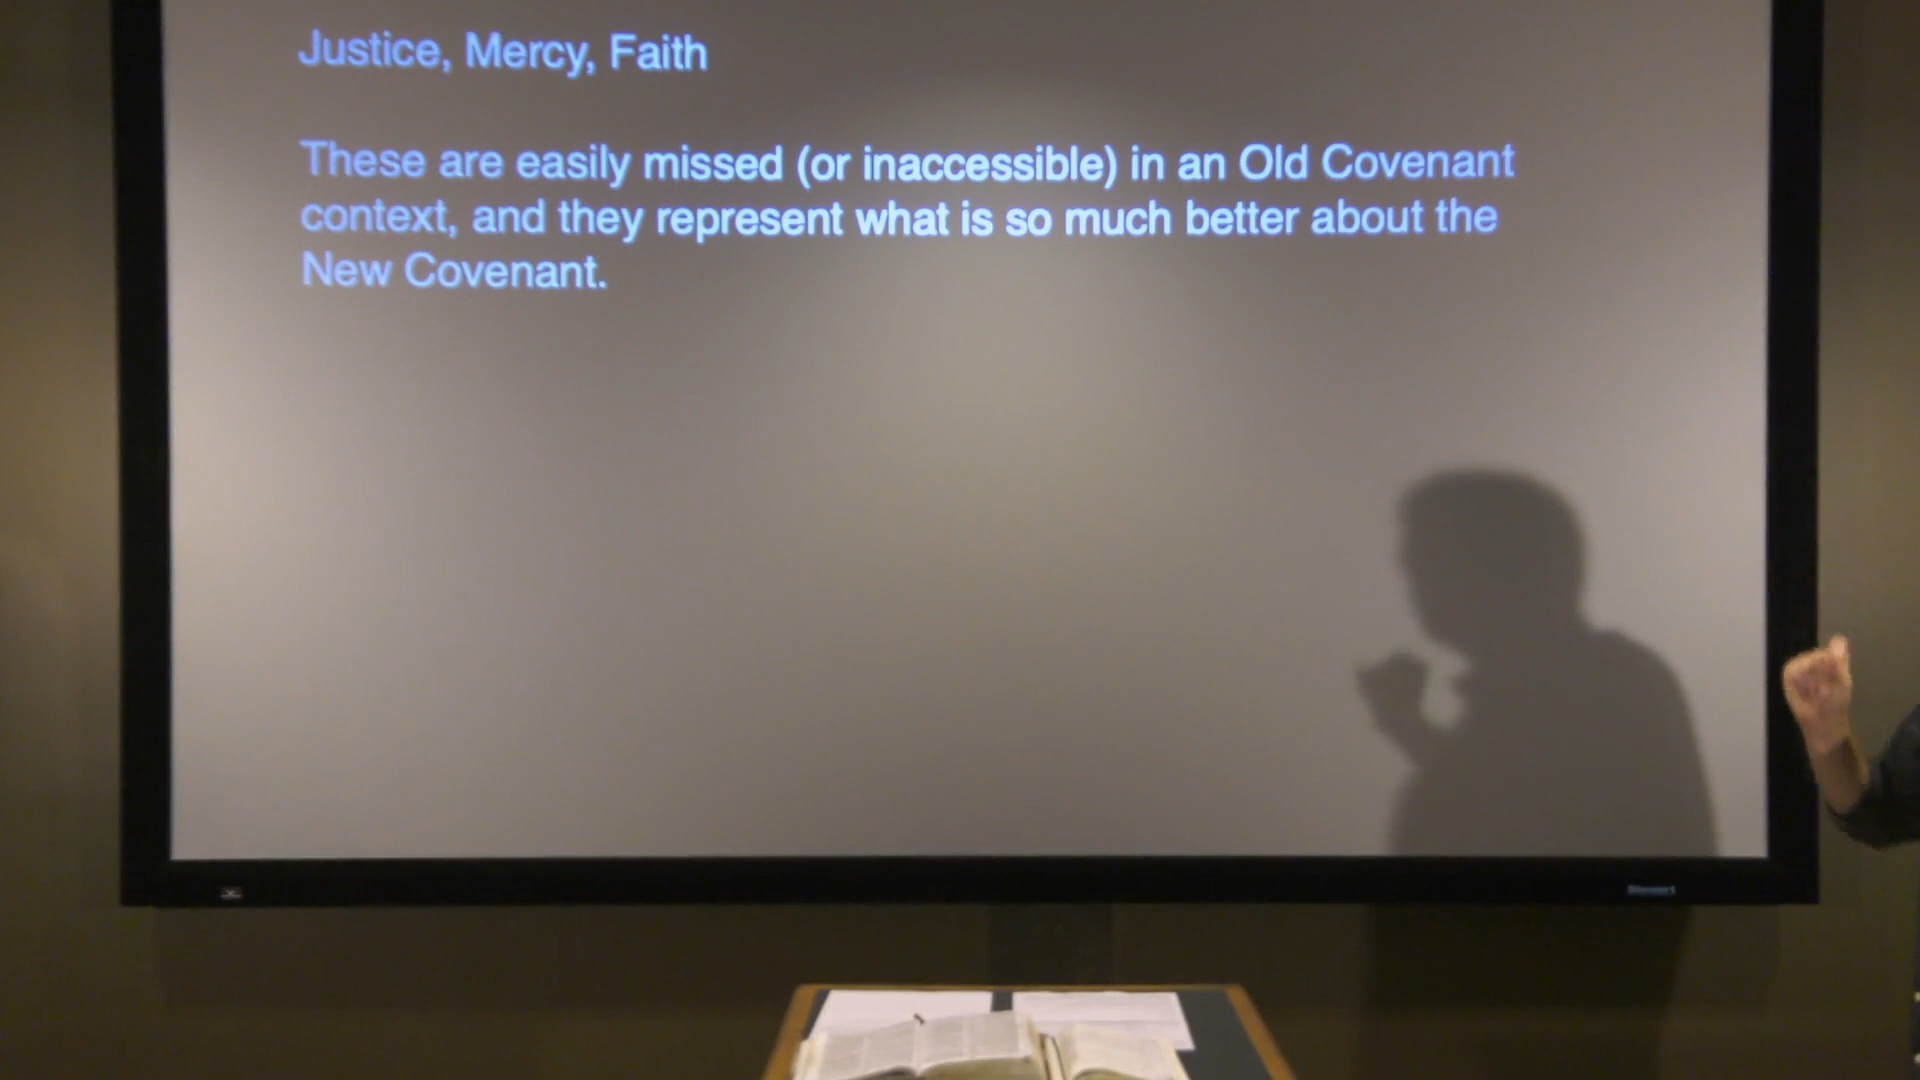 Justice, Mercy, Faith
These are easily missed (or inaccessible) in an Old Covenant
context, and they represent what is so much better about the
New Covenant.
Stewart